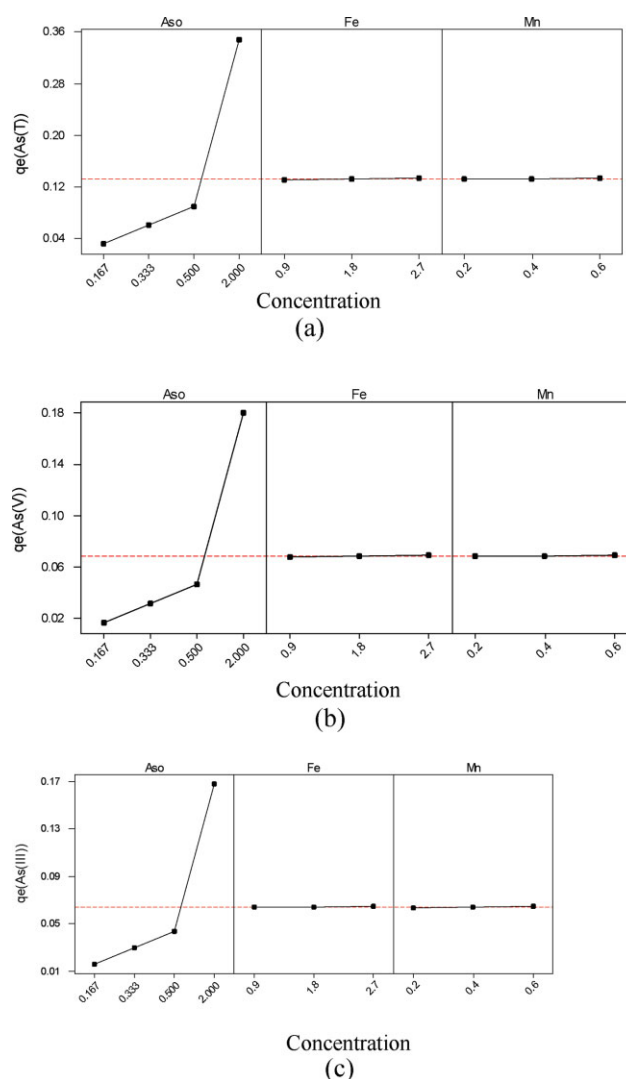 Aso Fe Mn
0.36
0.28
0.20
0.12
0.04
qe(As(T))
0.167 0.333 0.500 2.000 0.9 1.8 2.7 0.2 0.4 0.6
Concentration
(a)
Aso Fe Mn
0.18
0.14
0.10
0.06
0.02
qe(As(V))
0.167 0.333 0.500 2.000 0.9 1.8 2.7 0.2 0.4 0.6
Concentration
(b)
Aso Fe Mn
0.17
0.13
0.09
0.05
0.01
qe(As(III))
0.167 0.333 0.500 2.000 0.9 1.8 2.7 0.2 0.4 0.6
Concentration
(c)